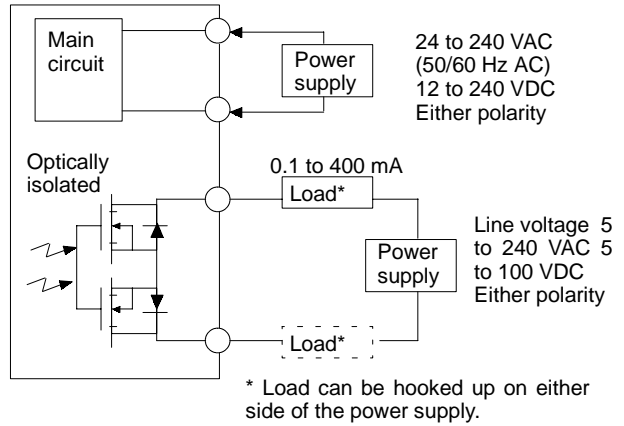 Main
circuit
Power
supply
24 to 240 VAC
(50/60 Hz AC)
12 to 240 VDC
Either polarity
Optically
isolated
0.1 to 400 mA
Load*
Power
supply
Line voltage 5
to 240 VAC 5
to 100 VDC
Either polarity
Load*
* Load can be hooked up on either
side of the power supply.